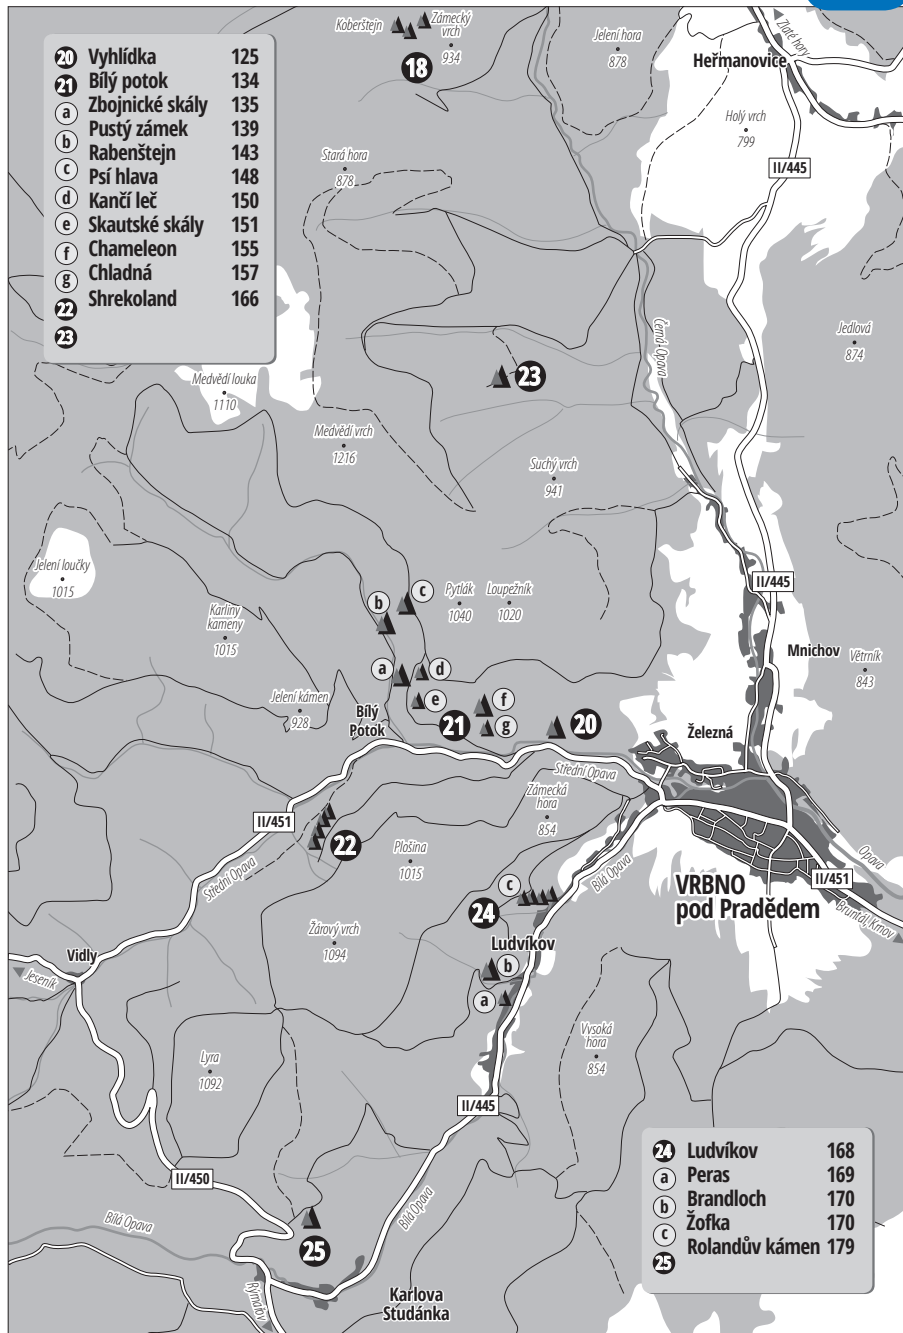 Koberštejn
Zámecký
vrch
934
18
Jelení hora
878
Zlaté hory
Heřmanovice
20 Vyhlídka 125
21 Bílý potok 134
a Zbojnické skály 135
b Pustý zámek 139
c Rabenštejn 143
d Psí hlava 148
e Kančí leč 150
f Skautské skály 151
g Chameleon 155
22 Chladná 157
23 Shrekoland 166
Holý vrch
799
Stará hora
878
II/445
Černá Opava
Jedlová
874
23
Medvědí louka
1110
Medvědí vrch
1216
Suchý vrch
941
Jelení loučky
1015
II/445
b
c
Pytlák
1040
Loupežník
1020
Karliny
kameny
1015
Mnichov
Větrník
843
a
d
Jelení kámen
928
e
f
Bílý
Potok
21
g
20
Železná
Střední Opava
Zámecká
hora
854
II/451
22
Plošina
1015
Střední Opava
Bílá Opava
Opava
VRBNO
pod Pradědem
II/451
Bruntál, Krnov
c
24
Žárový vrch
1094
Ludvíkov
Vidly
Jeseník
b
a
Vysoká
hora
854
Lyra
1092
II/445
II/450
24 Ludvíkov 168
a Peras 169
b Brandloch 170
c Žofka 170
25 Rolandův kámen 179
Bílá Opava
Bílá Opava
25
Rýmařov
Karlova
Studánka